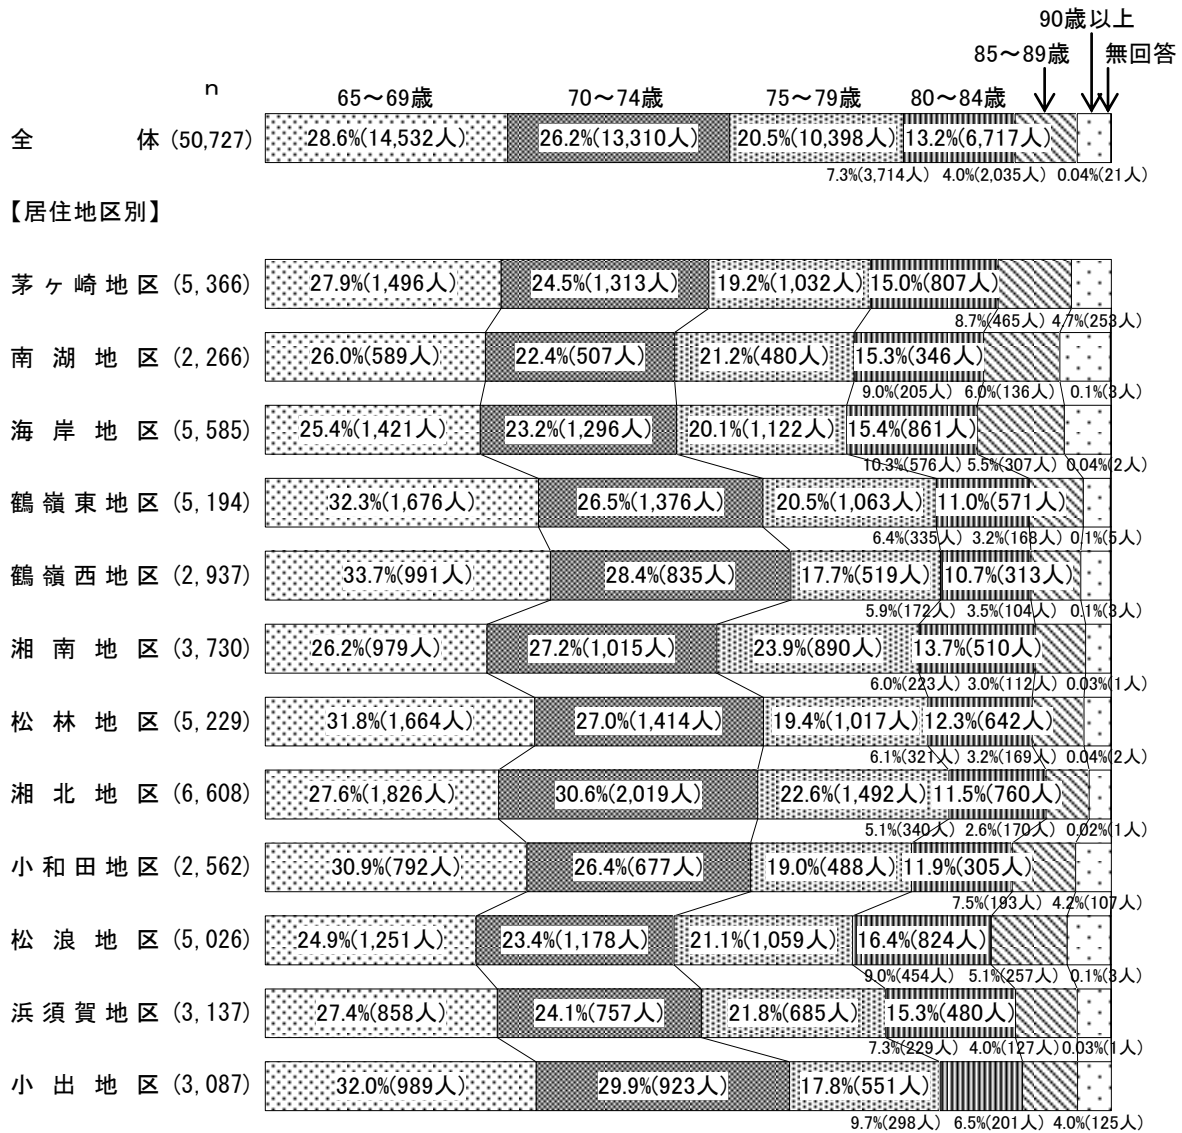 90歳以上
85～89歳 無回答
n 65～69歳 70～74歳 75～79歳 80～84歳
全体 (50,727) 28.6%(14,532人) 26.2%(13,310人) 20.5%(10,398人) 13.2%(6,717人)
7.3%(3,714人) 4.0%(2,035人) 0.04%(21人)
【居住地区別】
茅ヶ崎地区 (5,366) 27.9%(1,496人) 24.5%(1,313人) 19.2%(1,032人) 15.0%(807人)
8.7%(465人) 4.7%(253人)
南湖地区 (2,266) 26.0%(589人) 22.4%(507人) 21.2%(480人) 15.3%(346人)
9.0%(205人) 6.0%(136人) 0.1%(3人)
海岸地区 (5,585) 25.4%(1,421人) 23.2%(1,296人) 20.1%(1,122人) 15.4%(861人)
10.3%(576人) 5.5%(307人) 0.04%(2人)
鶴嶺東地区 (5,194) 32.3%(1,676人) 26.5%(1,376人) 20.5%(1,063人) 11.0%(571人)
6.4%(335人) 3.2%(168人) 0.1%(5人)
鶴嶺西地区 (2,937) 33.7%(991人) 28.4%(835人) 17.7%(519人) 10.7%(313人)
5.9%(172人) 3.5%(104人) 0.1%(3人)
湘南地区 (3,730) 26.2%(979人) 27.2%(1,015人) 23.9%(890人) 13.7%(510人)
6.0%(223人) 3.0%(112人) 0.03%(1人)
松林地区 (5,229) 31.8%(1,664人) 27.0%(1,414人) 19.4%(1,017人) 12.3%(642人)
6.1%(321人) 3.2%(169人) 0.04%(2人)
湘北地区 (6,608) 27.6%(1,826人) 30.6%(2,019人) 22.6%(1,492人) 11.5%(760人)
5.1%(340人) 2.6%(170人) 0.02%(1人)
小和田地区 (2,562) 30.9%(792人) 26.4%(677人) 19.0%(488人) 11.9%(305人)
7.5%(193人) 4.2%(107人)
松浪地区 (5,026) 24.9%(1,251人) 23.4%(1,178人) 21.1%(1,059人) 16.4%(824人)
9.0%(454人) 5.1%(257人) 0.1%(3人)
浜須賀地区 (3,137) 27.4%(858人) 24.1%(757人) 21.8%(685人) 15.3%(480人)
7.3%(229人) 4.0%(127人) 0.03%(1人)
小出地区 (3,087) 32.0%(989人) 29.9%(923人) 17.8%(551人)
9.7%(298人) 6.5%(201人) 4.0%(125人)